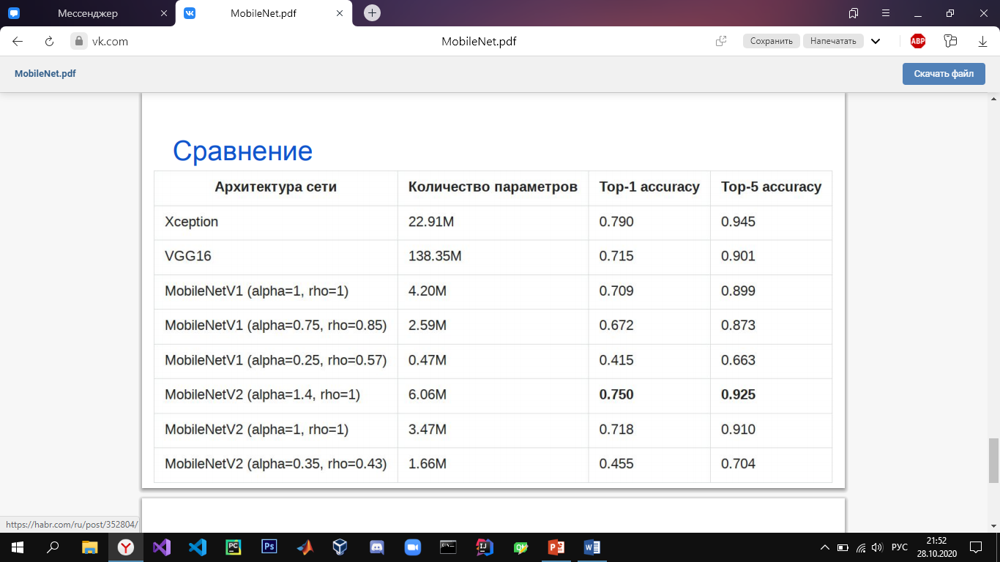 Мессенджер
MobileNet.pdf
vk.com
MobileNet.pdf
Сохранить
Напечатать
ABP
MobileNet.pdf
Скачать файл
Сравнение
Архитектура сети Количество параметров Top-1 accuracy Top-5 accuracy
Xception 22.91M 0.790 0.945
VGG16 138.35M 0.715 0.901
MobileNetV1 (alpha=1, rho=1) 4.20M 0.709 0.899
MobileNetV1 (alpha=0.75, rho=0.85) 2.59M 0.672 0.873
MobileNetV1 (alpha=0.25, rho=0.57) 0.47M 0.415 0.663
MobileNetV2 (alpha=1.4, rho=1) 6.06M 0.750 0.925
MobileNetV2 (alpha=1, rho=1) 3.47M 0.718 0.910
MobileNetV2 (alpha=0.35, rho=0.43) 1.66M 0.455 0.704
https://habr.com/ru/post/352804/
PC
Ps
IJ
P
W
РУС
21:52
28.10.2020